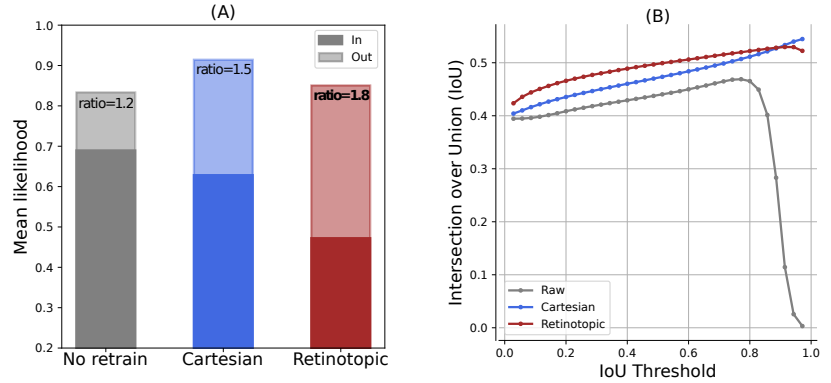 (A)
Mean likelihood
1.0
0.9
0.8
0.7
0.6
0.5
0.4
0.3
0.2
In
Out
ratio=1.2
ratio=1.5
ratio=1.8
No retrain
Cartesian
Retinotopic
(B)
Intersection over Union (IoU)
0.5
0.4
0.3
0.2
0.1
0.0
Raw
Cartesian
Retinotopic
0.0 0.2 0.4 0.6 0.8 1.0
IoU Threshold